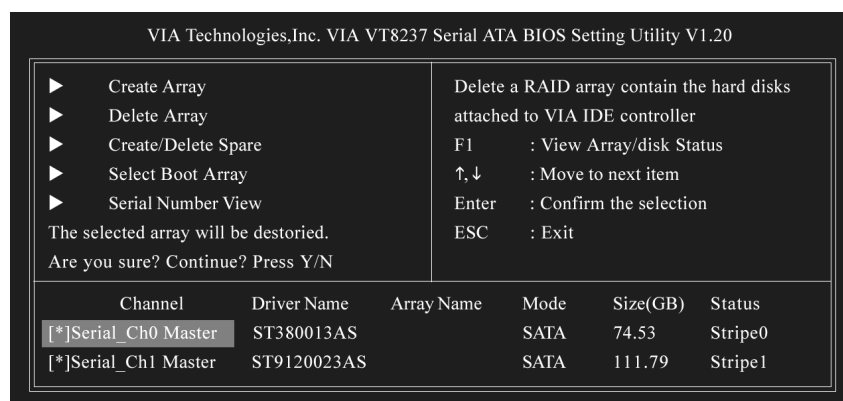 VIA Technologies,Inc. VIA VT8237 Serial ATA BIOS Setting Utility V1.20
▶ Create Array
▶ Delete Array
▶ Create/Delete Spare
▶ Select Boot Array
▶ Serial Number View
The selected array will be destoried.
Are you sure? Continue? Press Y/N
Delete a RAID array contain the hard disks
attached to VIA IDE controller
F1 : View Array/disk Status
↑,↓ : Move to next item
Enter : Confirm the selection
ESC : Exit
Channel Driver Name Array Name Mode Size(GB) Status
[*]Serial_Ch0 Master ST380013AS SATA 74.53 Stripe0
[*]Serial_Ch1 Master ST9120023AS SATA 111.79 Stripe1